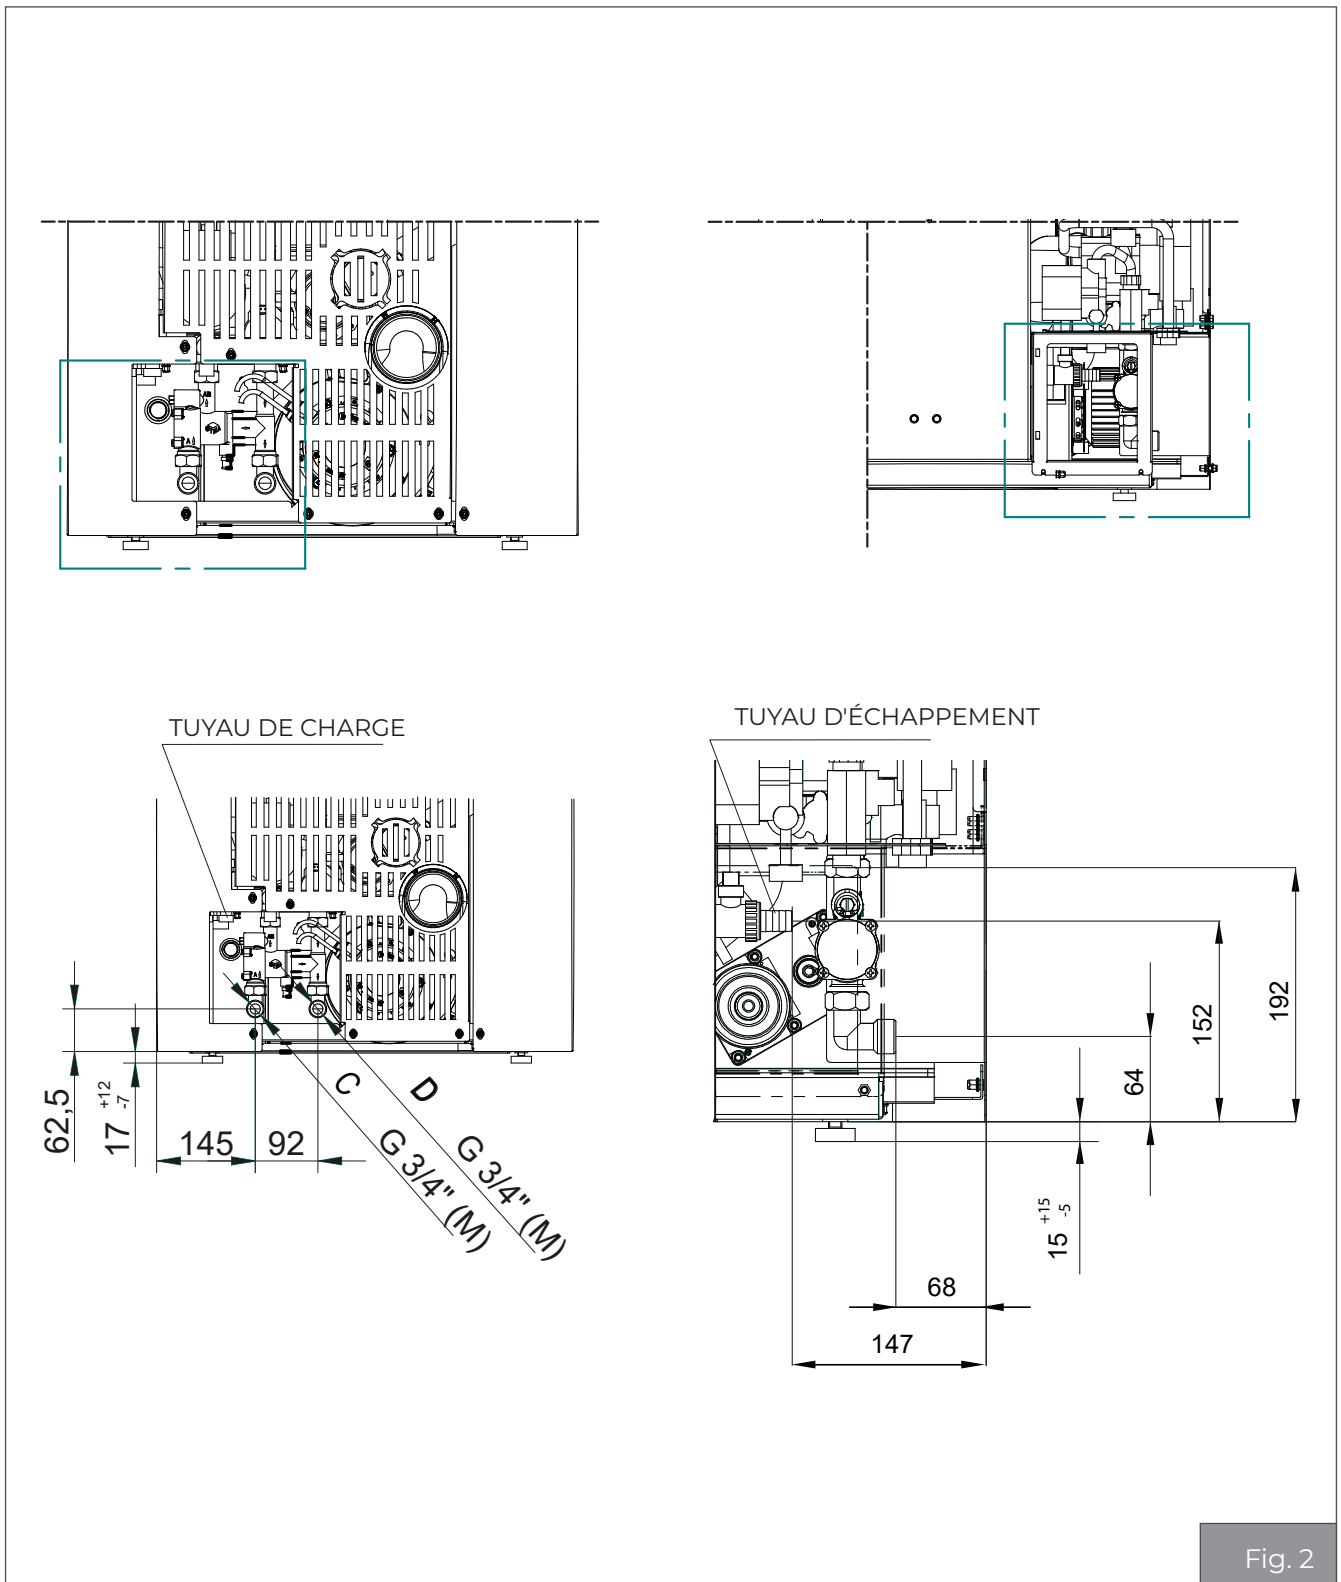 TUYAU DE CHARGE
TUYAU D'ÉCHAPPEMENT
62,5
17 +12 -7
145
92
C
D
G 3/4" (M)
G 3/4" (M)
192
152
64
15 +15 -5
68
147
Fig. 2